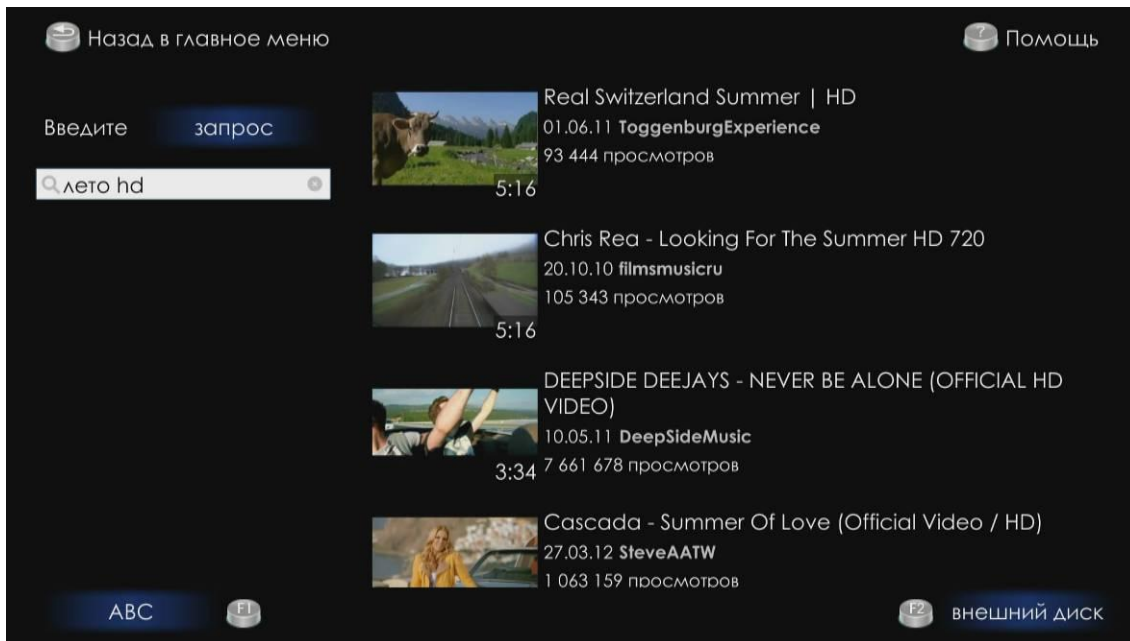 Назад в главное меню
? Помощь
Введите запрос
лето hd
Real Switzerland Summer | HD
01.06.11 ToggenburgExperience
93 444 просмотров
5:16
Chris Rea - Looking For The Summer HD 720
20.10.10 filmsmusicru
105 343 просмотров
5:16
DEEPSIDE DEEJAYS - NEVER BE ALONE (OFFICIAL HD
VIDEO)
10.05.11 DeepSideMusic
7 661 678 просмотров
3:34
Cascada - Summer Of Love (Official Video / HD)
27.03.12 SteveAATW
1 063 159 просмотров
ABC F1
F2 внешний диск